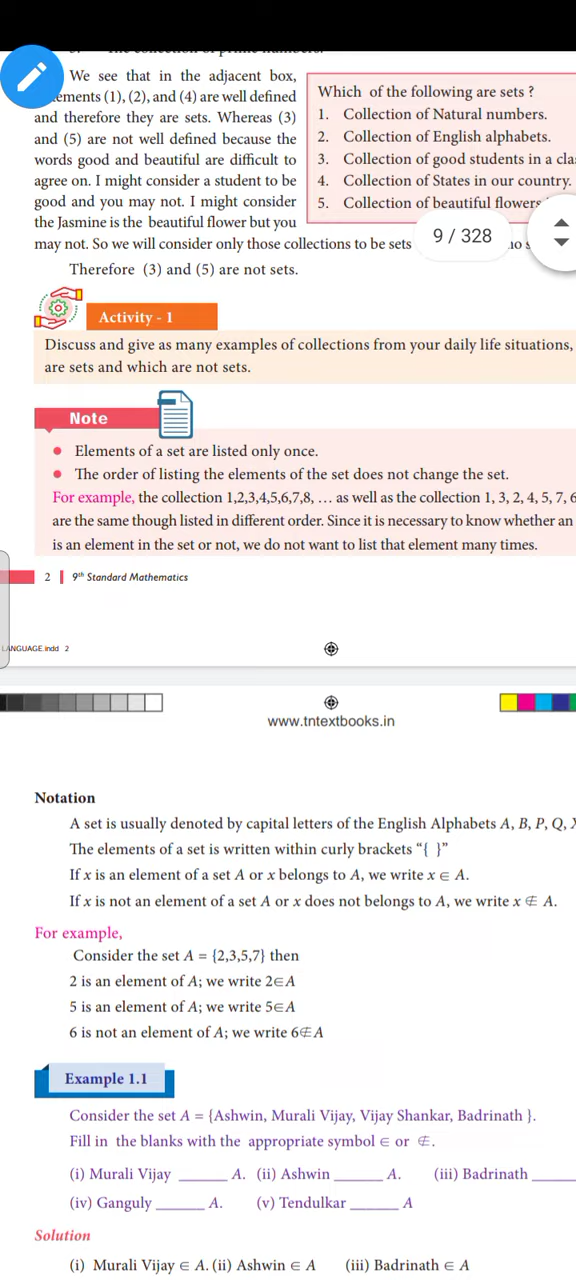 We see that in the adjacent box,
(1), (2), and (4) are well defined
and therefore they are sets. Whereas (3)
and (5) are not well defined because the
words good and beautiful are difficult to
agree on. I might consider a student to be
good and you may not. I might consider
the Jasmine is the beautiful flower but you
may not. So we will consider only those collections to be sets
Therefore (3) and (5) are not sets.
Which of the following are sets ?
1. Collection of Natural numbers.
2. Collection of English alphabets.
3. Collection of good students in a
4. Collection of States in our country.
5. Collection of beautiful flowers
9 / 328
Activity - 1
Discuss and give as many examples of collections from your daily life situations,
are sets and which are not sets.
Note
• Elements of a set are listed only once.
• The order of listing the elements of the set does not change the set.
For example, the collection 1,2,3,4,5,6,7,8, … as well as the collection 1, 3, 2, 4, 5, 7, 6
are the same though listed in different order. Since it is necessary to know whether an
is an element in the set or not, we do not want to list that element many times.
2 | 9th Standard Mathematics
LANGUAGE.indd 2
www.tntextbooks.in
Notation
A set is usually denoted by capital letters of the English Alphabets A, B, P, Q,
The elements of a set is written within curly brackets “{ }”
If x is an element of a set A or x belongs to A, we write x ∈ A.
If x is not an element of a set A or x does not belongs to A, we write x ∉ A.
For example,
Consider the set A = {2,3,5,7} then
2 is an element of A; we write 2∈A
5 is an element of A; we write 5∈A
6 is not an element of A; we write 6∉A
Example 1.1
Consider the set A = {Ashwin, Murali Vijay, Vijay Shankar, Badrinath }.
Fill in the blanks with the appropriate symbol ∈ or ∉.
(i) Murali Vijay ______ A. (ii) Ashwin ______ A. (iii) Badrinath ______
(iv) Ganguly ______ A. (v) Tendulkar ______ A
Solution
(i) Murali Vijay ∈ A. (ii) Ashwin ∈ A (iii) Badrinath ∈ A